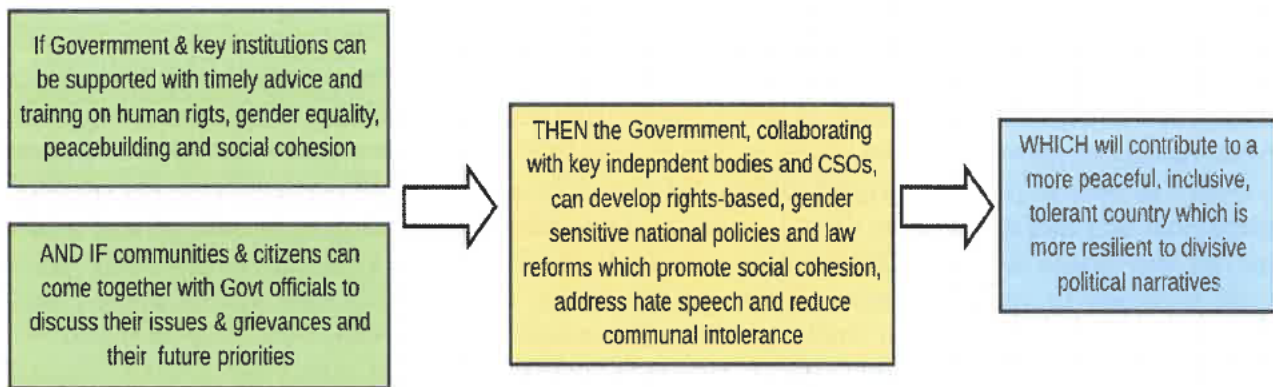 If Goverment & key institutions can
be supported with timely advice and
trainng on human rigts, gender equality,
peacebuilding and social cohesion
AND IF communities & citizens can
come together with Govt officials to
discuss their issues & grievances and
their future priorities
THEN the Goverment, collaborating
with key indepndent bodies and CSOs,
can develop rights-based, gender
sensitive national policies and law
reforms which promote social cohesion,
address hate speech and reduce
communal intolerance
WHICH will contribute to a
more peaceful, inclusive,
tolerant country which is
more resilient to divisive
political narratives